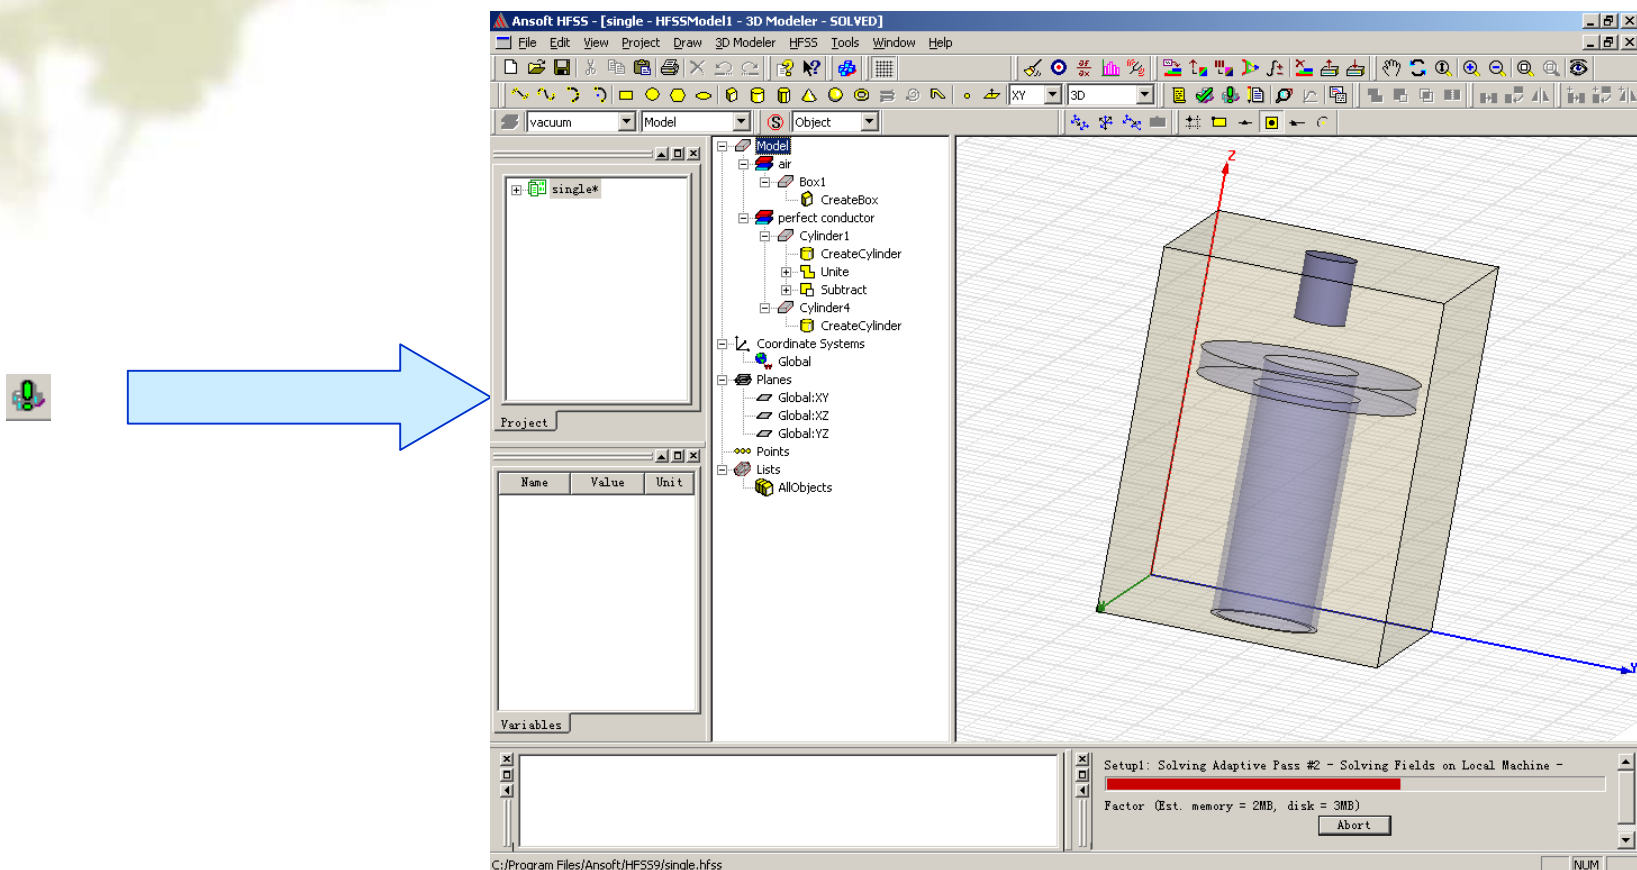 Ansoft HFSS - [single - HFSSModel1 - 3D Modeler - SOLVED]
File Edit View Project Draw 3D Modeler HFSS Tools Window Help
XY 3D
vacuum Model Object
single*
Project
Name Value Unit
Variables
Model
air
Box1
CreateBox
perfect conductor
Cylinder1
CreateCylinder
Unite
Subtract
Cylinder4
CreateCylinder
Coordinate Systems
Global
Planes
Global:XY
Global:XZ
Global:YZ
Points
Lists
AllObjects
Z
Y
Setup1: Solving Adaptive Pass #2 - Solving Fields on Local Machine -
Factor (Est. memory = 2MB, disk = 3MB)
Abort
C:/Program Files/Ansoft/HFSS9/single.hfss
NUM